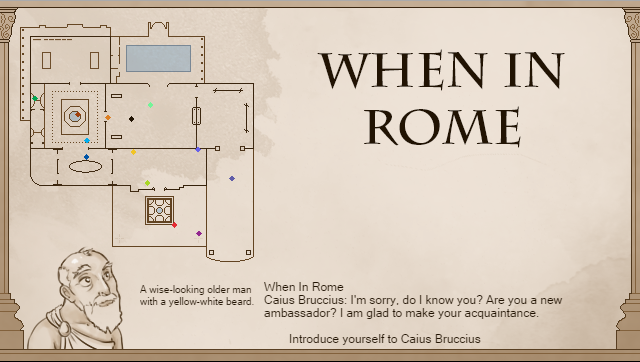 WHEN IN
ROME
A wise-looking older man
with a yellow-white beard.
When In Rome
Caius Bruccius: I'm sorry, do I know you? Are you a new
ambassador? I am glad to make your acquaintance.
Introduce yourself to Caius Bruccius